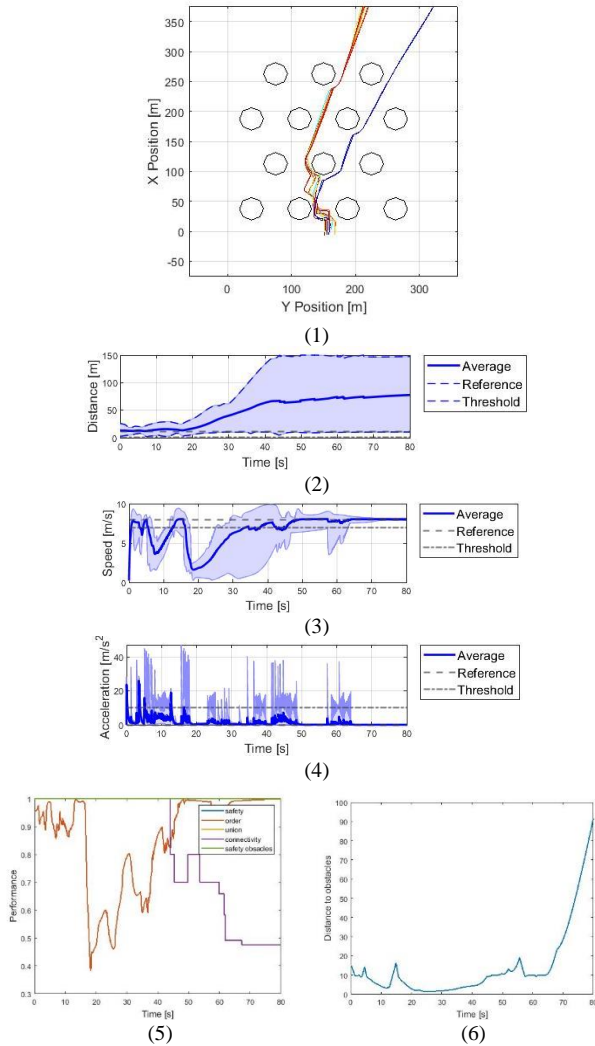 350
300
250
200
150
100
50
0
-50
X Position [m]
0 100 200 300
Y Position [m]
(1)
150
100
50
0
Distance [m]
0 10 20 30 40 50 60 70 80
Time [s]
Average
Reference
Threshold
(2)
10
5
0
Speed [m/s]
0 10 20 30 40 50 60 70 80
Time [s]
Average
Reference
Threshold
(3)
40
20
0
Acceleration [m/s²]
0 10 20 30 40 50 60 70 80
Time [s]
Average
Reference
Threshold
(4)
1
0.9
0.8
0.7
0.6
0.5
0.4
0.3
Performance
0 10 20 30 40 50 60 70 80
Time [s]
safety
order
union
connectivity
safety obstacles
(5)
100
90
80
70
60
50
40
30
20
10
0
Distance to obstacles
0 10 20 30 40 50 60 70 80
Time [s]
(6)